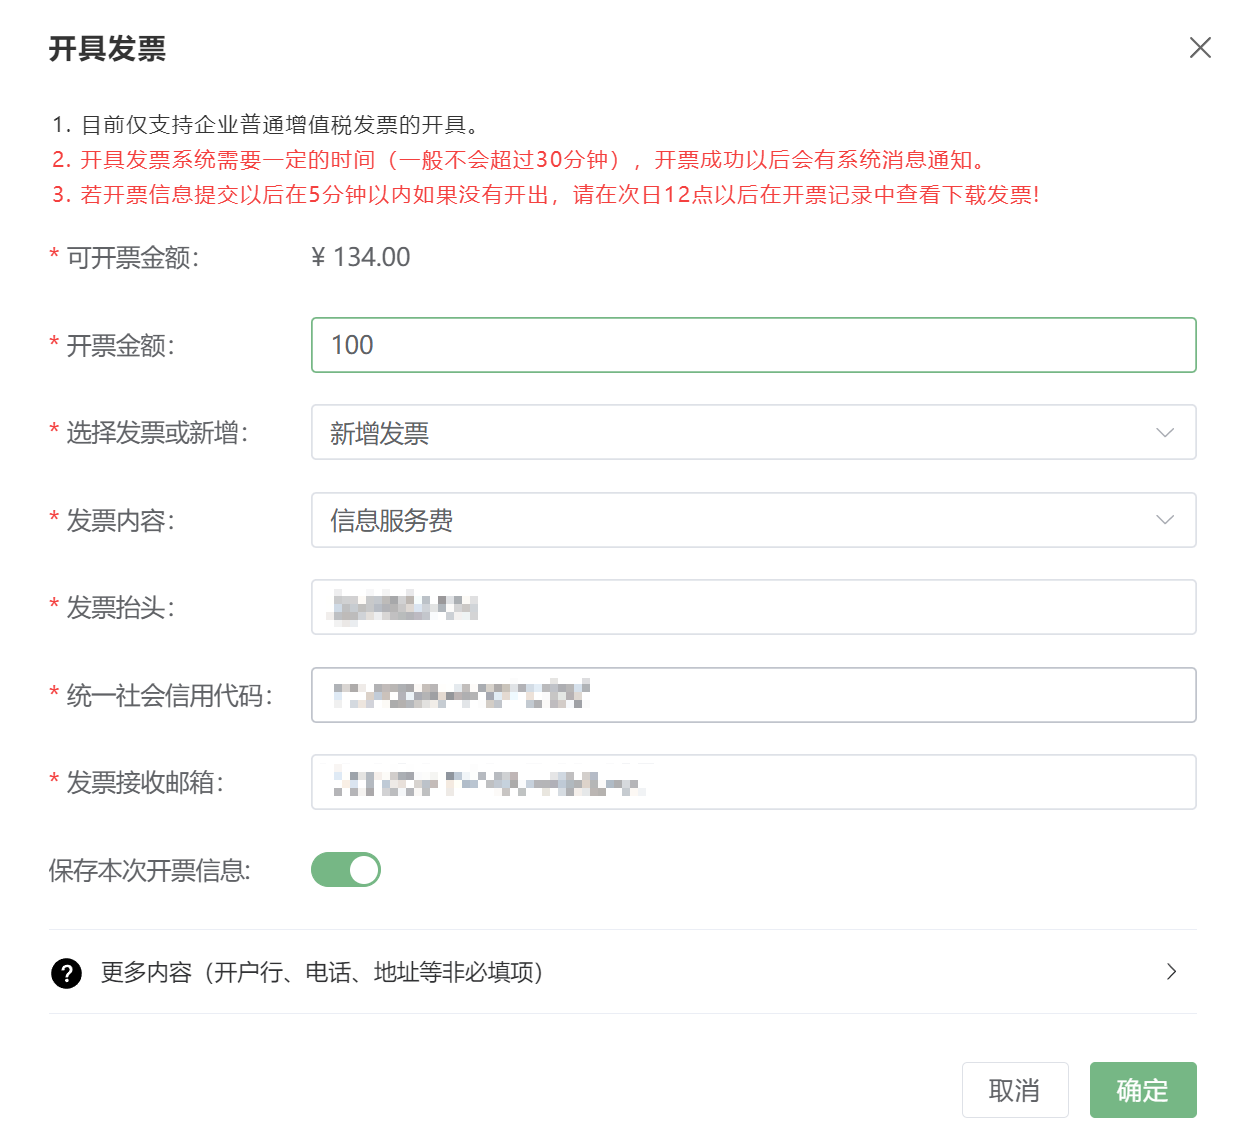 开具发票
1. 目前仅支持企业普通增值税发票的开具。
2. 开具发票系统需要一定的时间（一般不会超过30分钟），开票成功以后会有系统消息通知。
3. 若开票信息提交以后在5分钟以内如果没有开出，请在次日12点以后在开票记录中查看下载发票!
* 可开票金额： ¥ 134.00
* 开票金额： 100
* 选择发票或新增： 新增发票
* 发票内容： 信息服务费
* 发票抬头：
* 统一社会信用代码：
* 发票接收邮箱：
保存本次开票信息:
? 更多内容（开户行、电话、地址等非必填项）
取消 确定